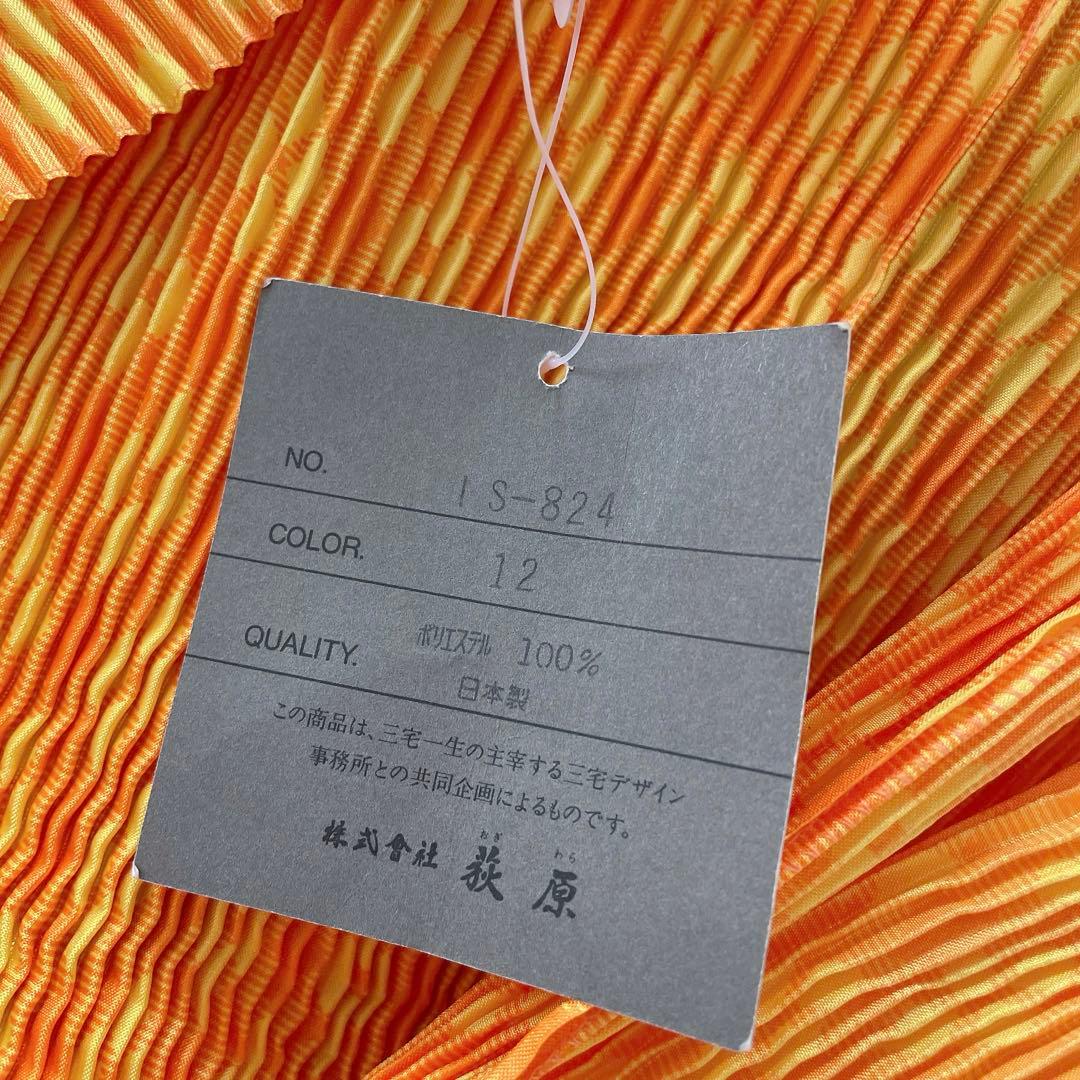 NO. IS-824
COLOR. 12
QUALITY. ポリエステル 100%
日本製
この商品は、三宅一生の主宰する三宅デザイン
事務所との共同企画によるものです。
おぎ わら
株式會社 荻原